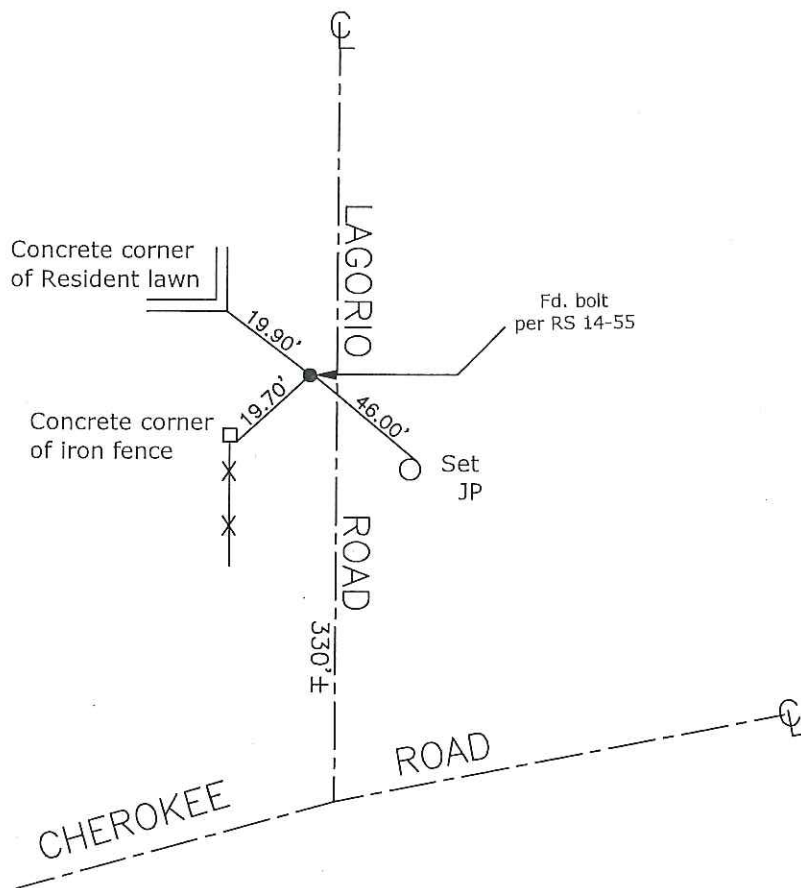 ℄
LAGORIO
Concrete corner
of Resident lawn
Fd. bolt
per RS 14-55
19.90'
19.70'
46.00'
Concrete corner
of iron fence
Set
JP
ROAD
330'±
℄
CHEROKEE ROAD